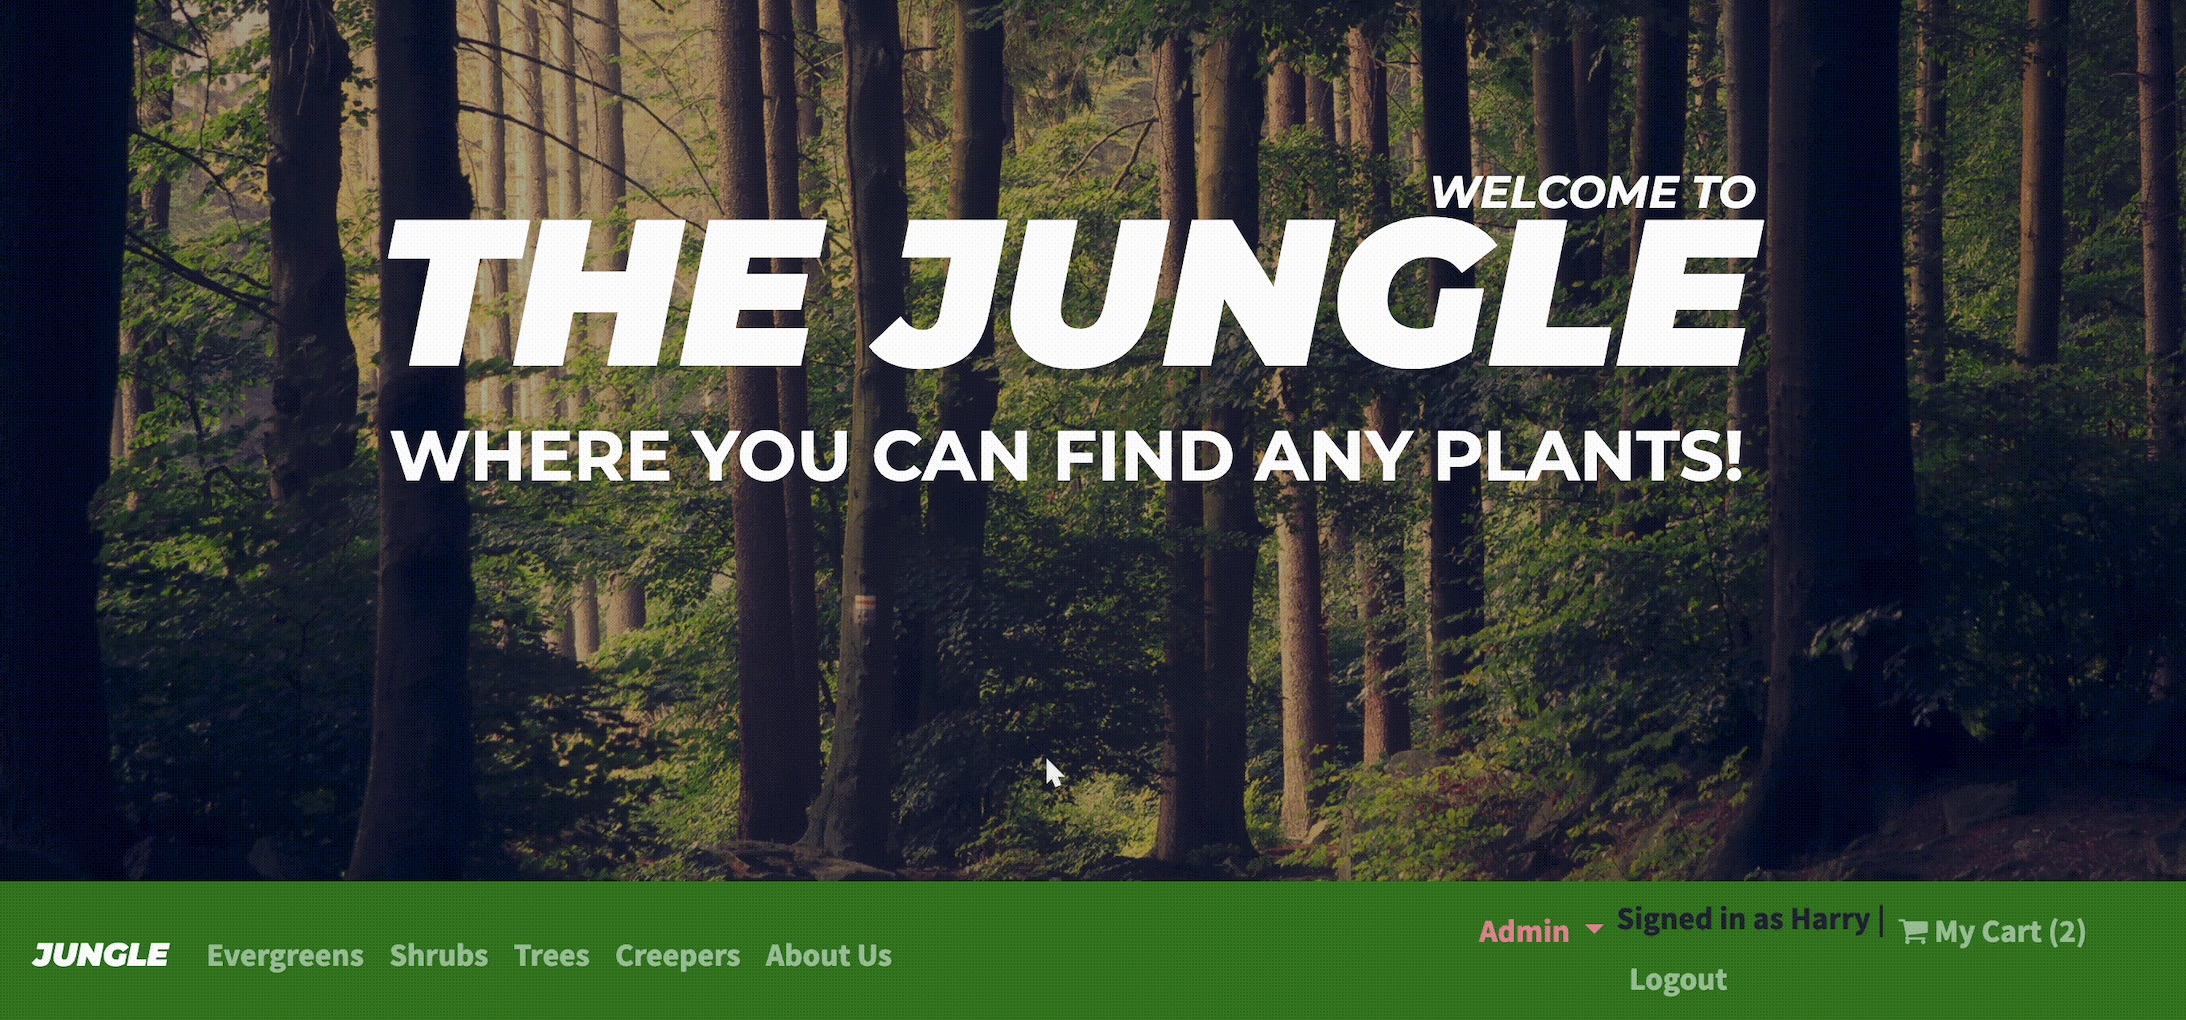 WELCOME TO
THE JUNGLE
WHERE YOU CAN FIND ANY PLANTS!
JUNGLE Evergreens Shrubs Trees Creepers About Us
Admin Signed in as Harry | My Cart (2)
Logout